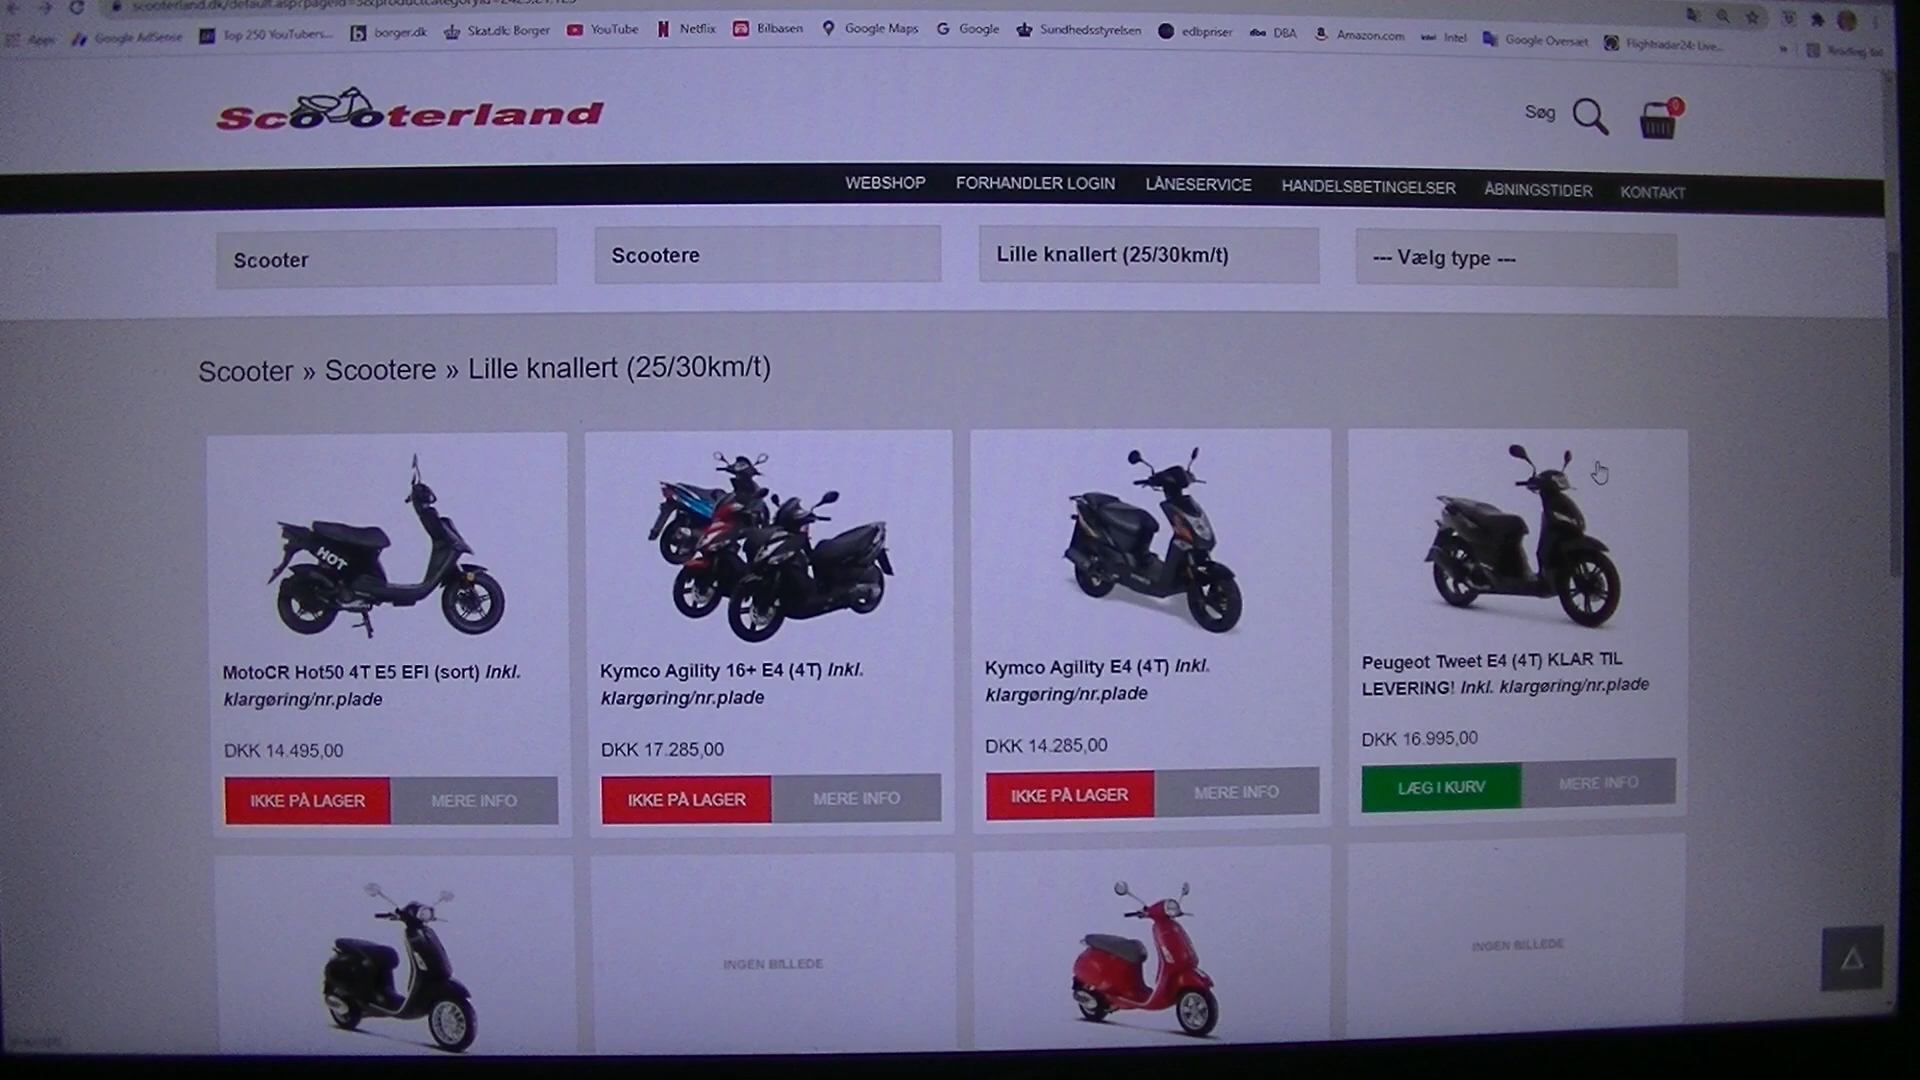 scooterland.dk/default.asp?pageid=58&productcategoryid=
Apps Google AdSense Top 250 YouTubers... borger.dk Skat.dk: Borger YouTube Netflix Bilbasen Google Maps Google Sundhedsstyrelsen edbpriser DBA Amazon.com Intel Google Oversæt Flightradar24: Live... » Reading list
Scooterland
Søg
0
WEBSHOP FORHANDLER LOGIN LÅNESERVICE HANDELSBETINGELSER ÅBNINGSTIDER KONTAKT
Scooter Scootere Lille knallert (25/30km/t) --- Vælg type ---
Scooter » Scootere » Lille knallert (25/30km/t)
HOT
MotoCR Hot50 4T E5 EFI (sort) Inkl.
klargøring/nr.plade
DKK 14.495,00
IKKE PÅ LAGER MERE INFO
Kymco Agility 16+ E4 (4T) Inkl.
klargøring/nr.plade
DKK 17.285,00
IKKE PÅ LAGER MERE INFO
Kymco Agility E4 (4T) Inkl.
klargøring/nr.plade
DKK 14.285,00
IKKE PÅ LAGER MERE INFO
Peugeot Tweet E4 (4T) KLAR TIL
LEVERING! Inkl. klargøring/nr.plade
DKK 16.995,00
LÆG I KURV MERE INFO
INGEN BILLEDE
INGEN BILLEDE